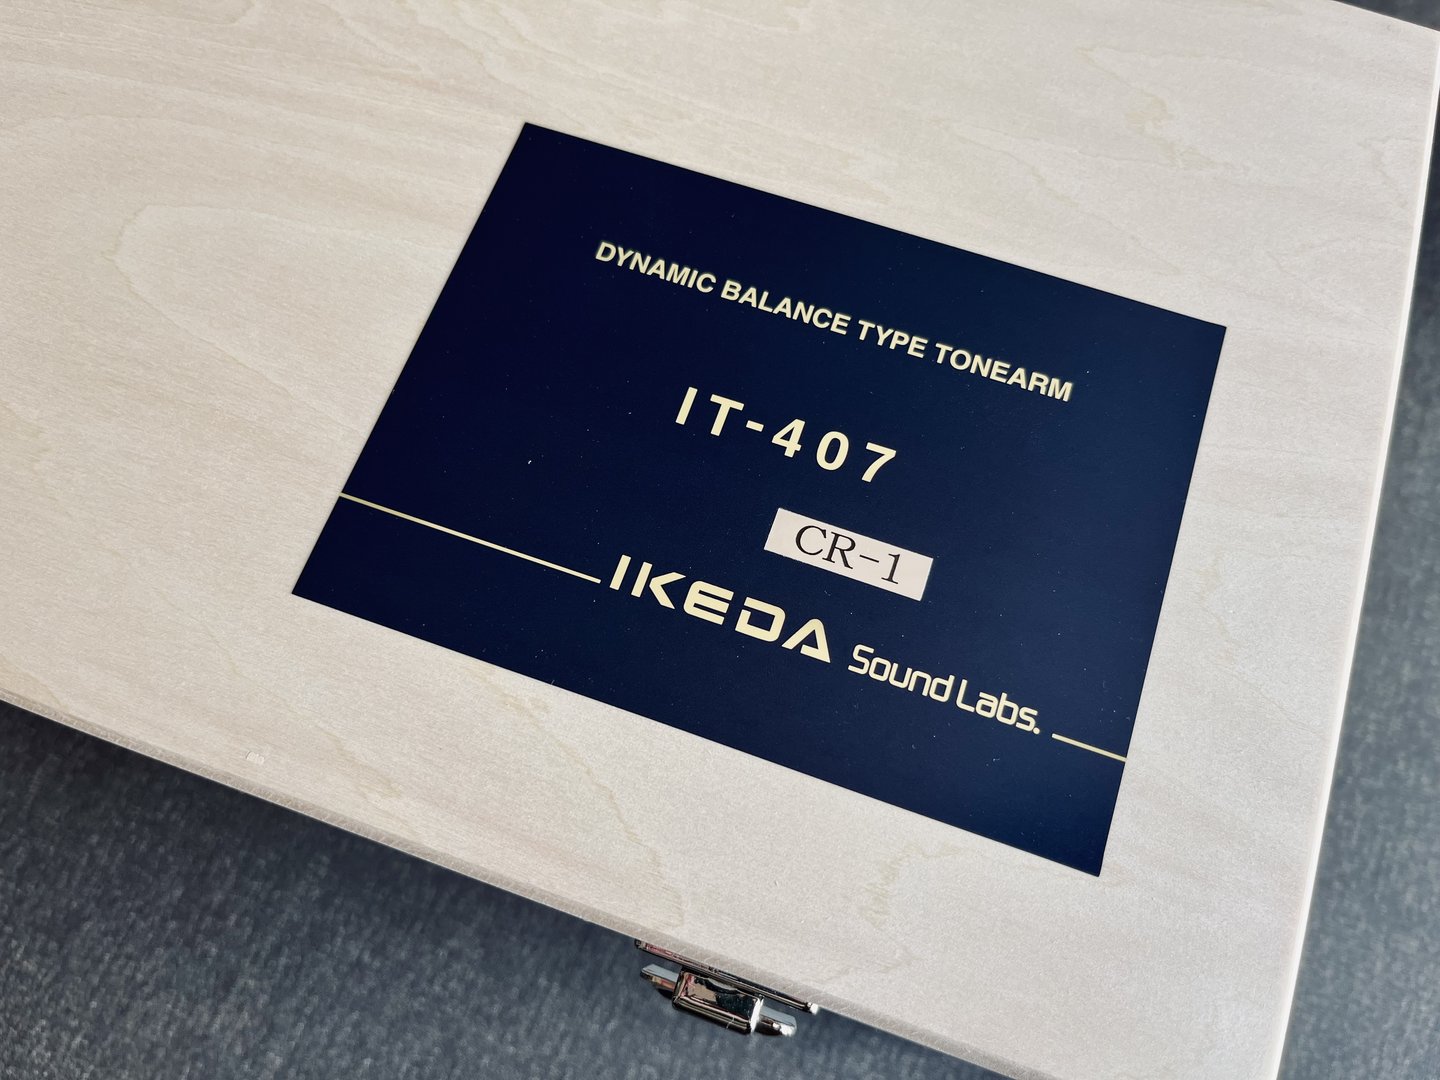 DYNAMIC BALANCE TYPE TONEARM
IT-407
CR-1
IKEDA Sound Labs.